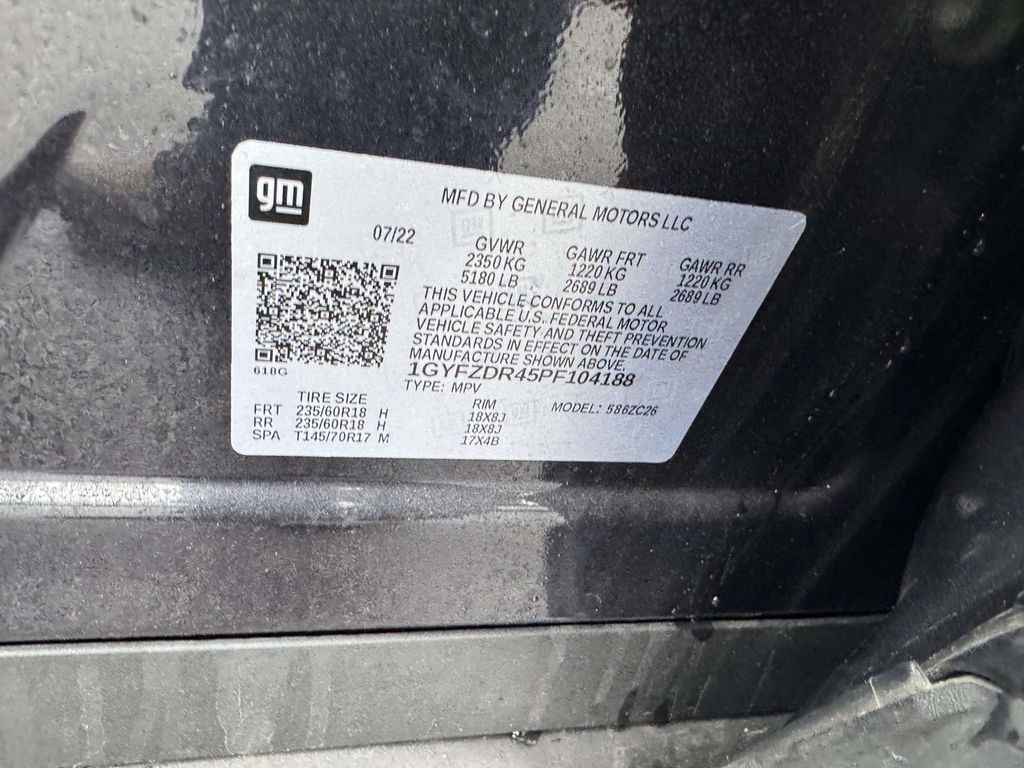 gm
MFD BY GENERAL MOTORS LLC
07/22
GVWR GAWR FRT GAWR RR
2350 KG 1220 KG 1220 KG
5180 LB 2689 LB 2689 LB
THIS VEHICLE CONFORMS TO ALL
APPLICABLE U.S. FEDERAL MOTOR
VEHICLE SAFETY AND THEFT PREVENTION
STANDARDS IN EFFECT ON THE DATE OF
MANUFACTURE SHOWN ABOVE.
618G
1GYFZDR45PF104188
TYPE: MPV
TIRE SIZE RIM MODEL: 586ZC26
FRT 235/60R18 H 18X8J
RR 235/60R18 H 18X8J
SPA T145/70R17 M 17X4B